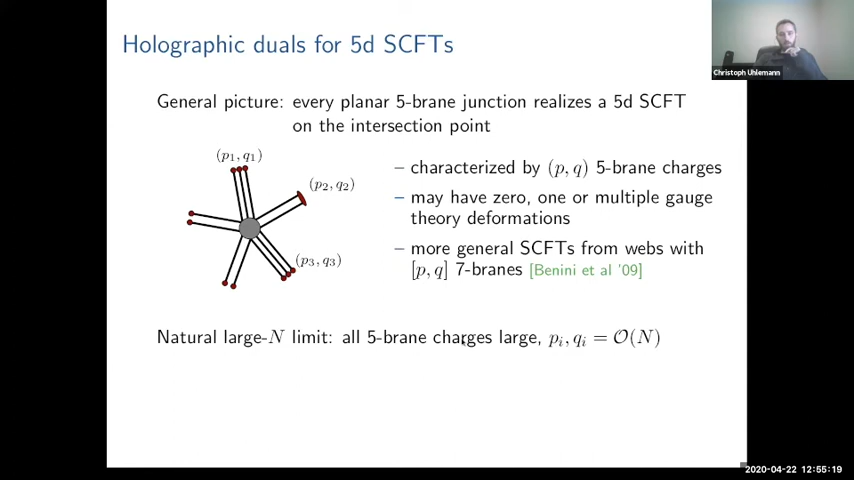 Holographic duals for 5d SCFTs
Christoph Uhlemann
General picture: every planar 5-brane junction realizes a 5d SCFT
on the intersection point
(p₁, q₁)
(p₂, q₂)
(p₃, q₃)
– characterized by (p, q) 5-brane charges
– may have zero, one or multiple gauge
theory deformations
– more general SCFTs from webs with
[p, q] 7-branes [Benini et al '09]
Natural large-N limit: all 5-brane charges large, pᵢ, qᵢ = 𝒪(N)
2020-04-22 12:55:19